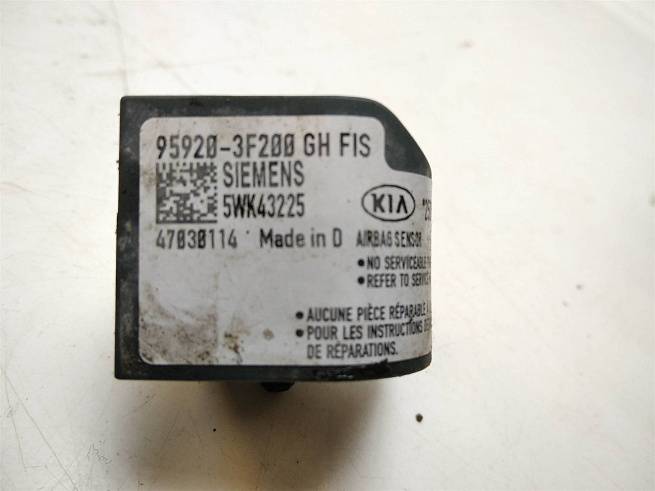 95920-3F200 GH FIS
SIEMENS
5WK43225
KIA
47030114 Made in D AIRBAG SENSOR
• NO SERVICEABLE
• REFER TO SERVICE
• AUCUNE PIÈCE RÉPARABLE
• POUR LES INSTRUCTIONS
DE RÉPARATIONS.